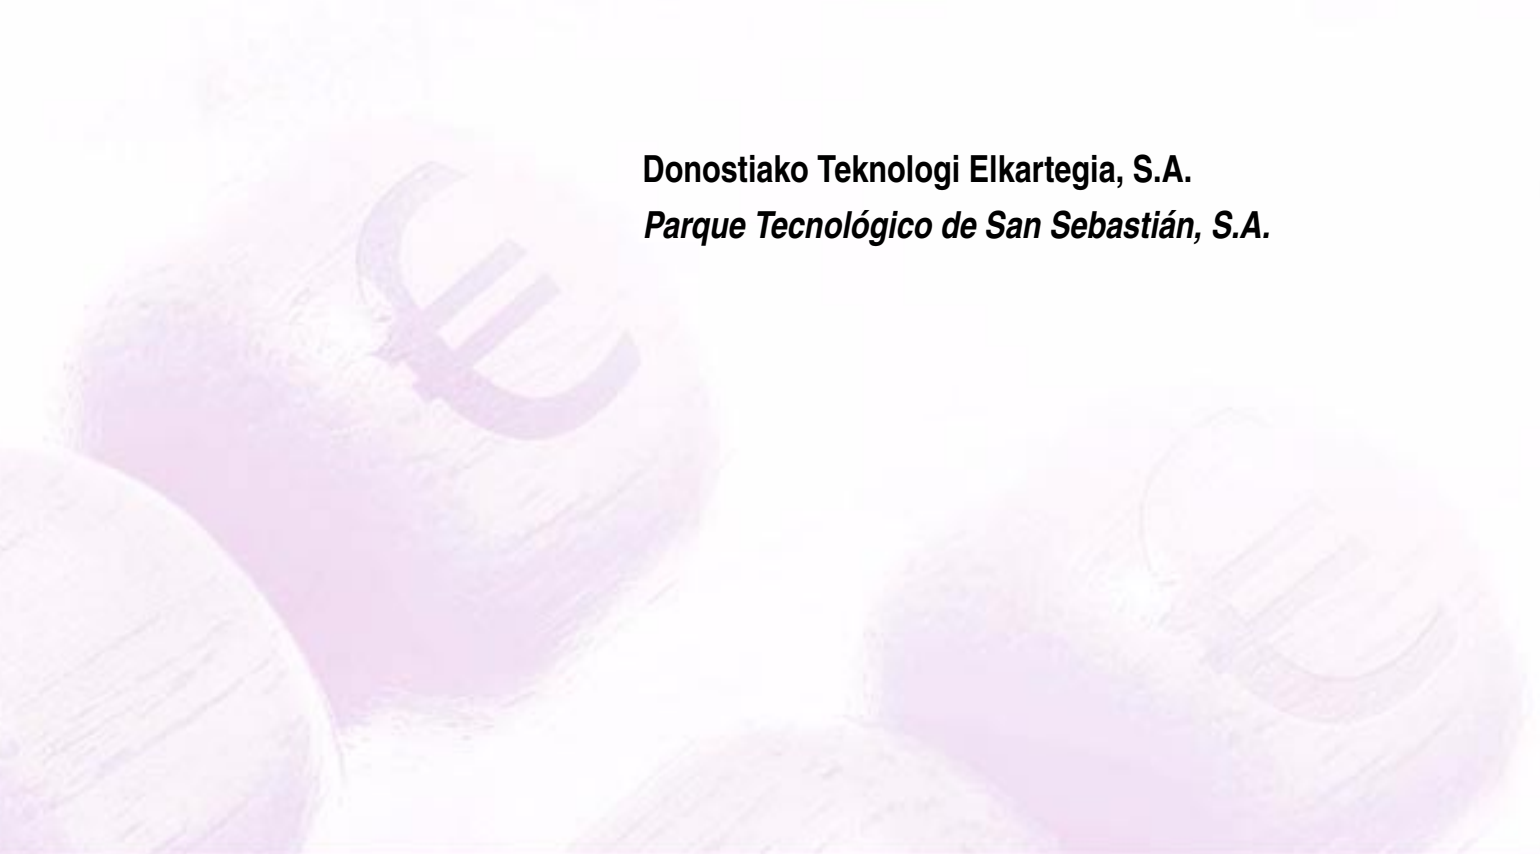 Donostiako Teknologi Elkartegia, S.A.
Parque Tecnológico de San Sebastián, S.A.